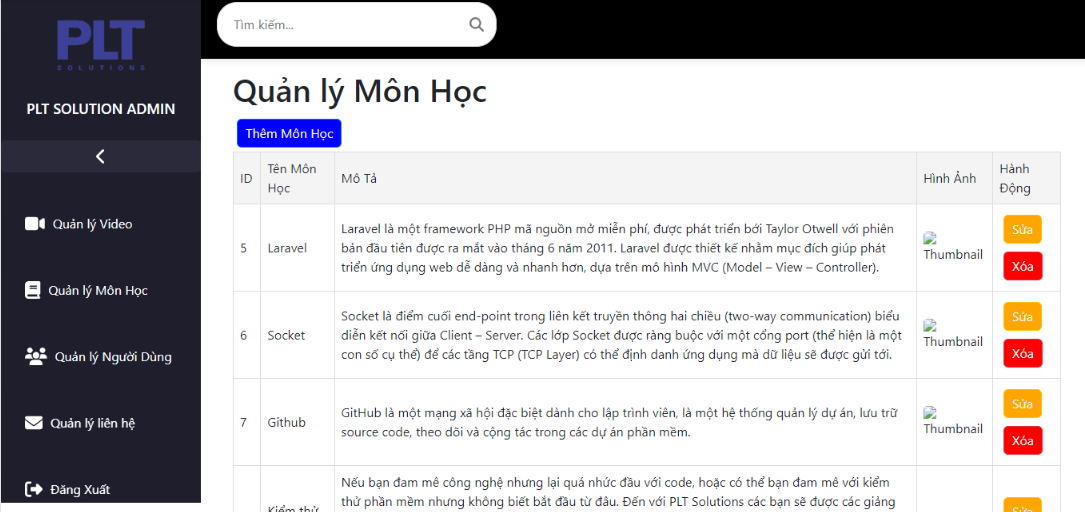 PLT
SOLUTIONS
PLT SOLUTION ADMIN
Quản lý Video
Quản lý Môn Học
Quản lý Người Dùng
Quản lý liên hệ
Đăng Xuất
Tìm kiếm...
Quản lý Môn Học
Thêm Môn Học
ID
Tên Môn
Học
Mô Tả
Hình Ảnh
Hành
Động
5
Laravel
Laravel là một framework PHP mã nguồn mở miễn phí, được phát triển bởi Taylor Otwell với phiên
bản đầu tiên được ra mắt vào tháng 6 năm 2011. Laravel được thiết kế nhằm mục đích giúp phát
triển ứng dụng web dễ dàng và nhanh hơn, dựa trên mô hình MVC (Model – View – Controller).
Thumbnail
Sửa
Xóa
6
Socket
Socket là điểm cuối end-point trong liên kết truyền thông hai chiều (two-way communication) biểu
diễn kết nối giữa Client – Server. Các lớp Socket được ràng buộc với một cổng port (thể hiện là một
con số cụ thể) để các tầng TCP (TCP Layer) có thể định danh ứng dụng mà dữ liệu sẽ được gửi tới.
Thumbnail
Sửa
Xóa
7
Github
GitHub là một mạng xã hội đặc biệt dành cho lập trình viên, là một hệ thống quản lý dự án, lưu trữ
source code, theo dõi và cộng tác trong các dự án phần mềm.
Thumbnail
Sửa
Xóa
Kiểm thử
Nếu bạn đam mê công nghệ nhưng lại quá nhức đầu với code, hoặc có thể bạn đam mê với kiểm
thử phần mềm nhưng không biết bắt đầu từ đâu. Đến với PLT Solutions các bạn sẽ được các giảng
Sửa